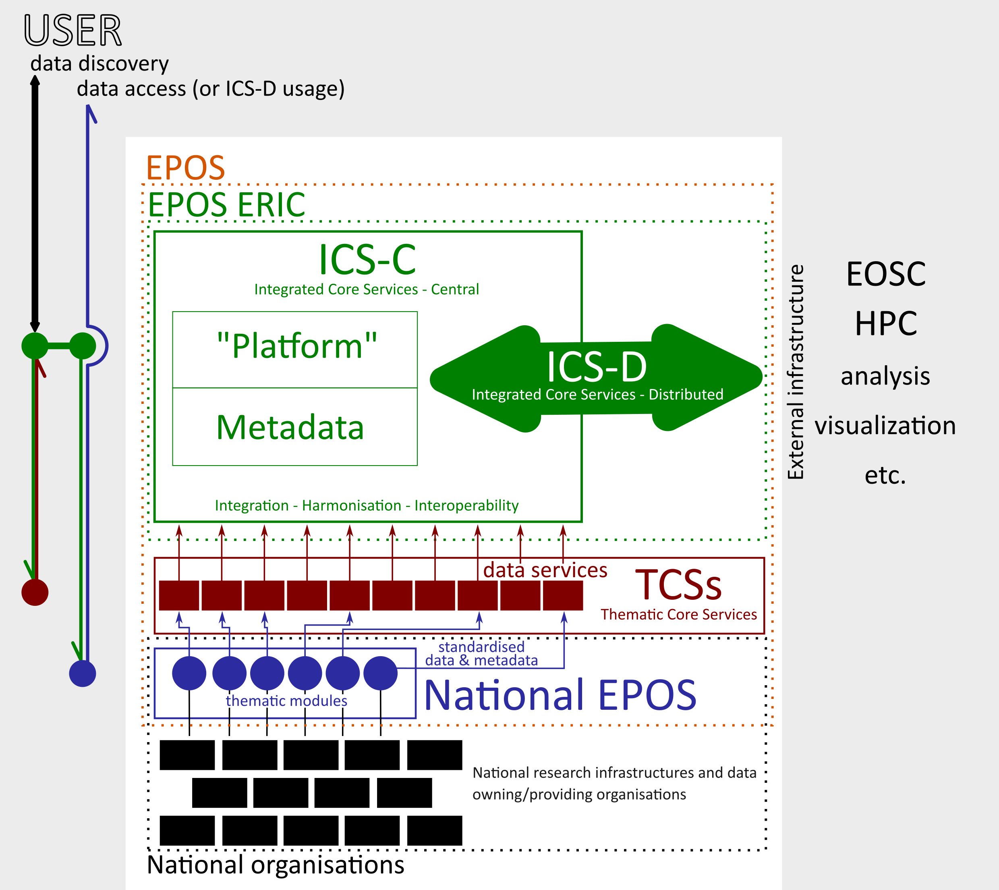 USER
data discovery
data access (or ICS-D usage)
EPOS
EPOS ERIC
ICS-C
Integrated Core Services - Central
"Platform"
Metadata
ICS-D
Integrated Core Services - Distributed
Integration - Harmonisation - Interoperability
External infrastructure
EOSC
HPC
analysis
visualization
etc.
data services
TCSs
Thematic Core Services
standardised
data & metadata
thematic modules
National EPOS
National research infrastructures and data
owning/providing organisations
National organisations